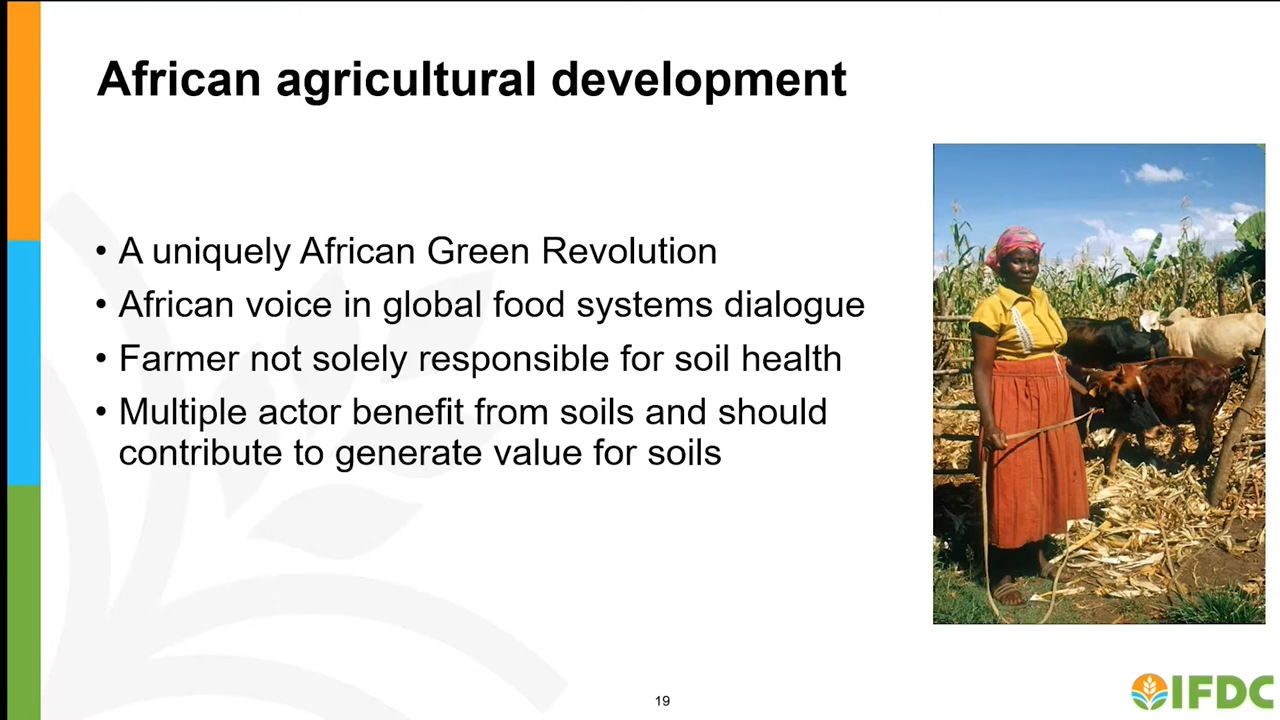 African agricultural development
• A uniquely African Green Revolution
• African voice in global food systems dialogue
• Farmer not solely responsible for soil health
• Multiple actor benefit from soils and should
contribute to generate value for soils
19
IFDC